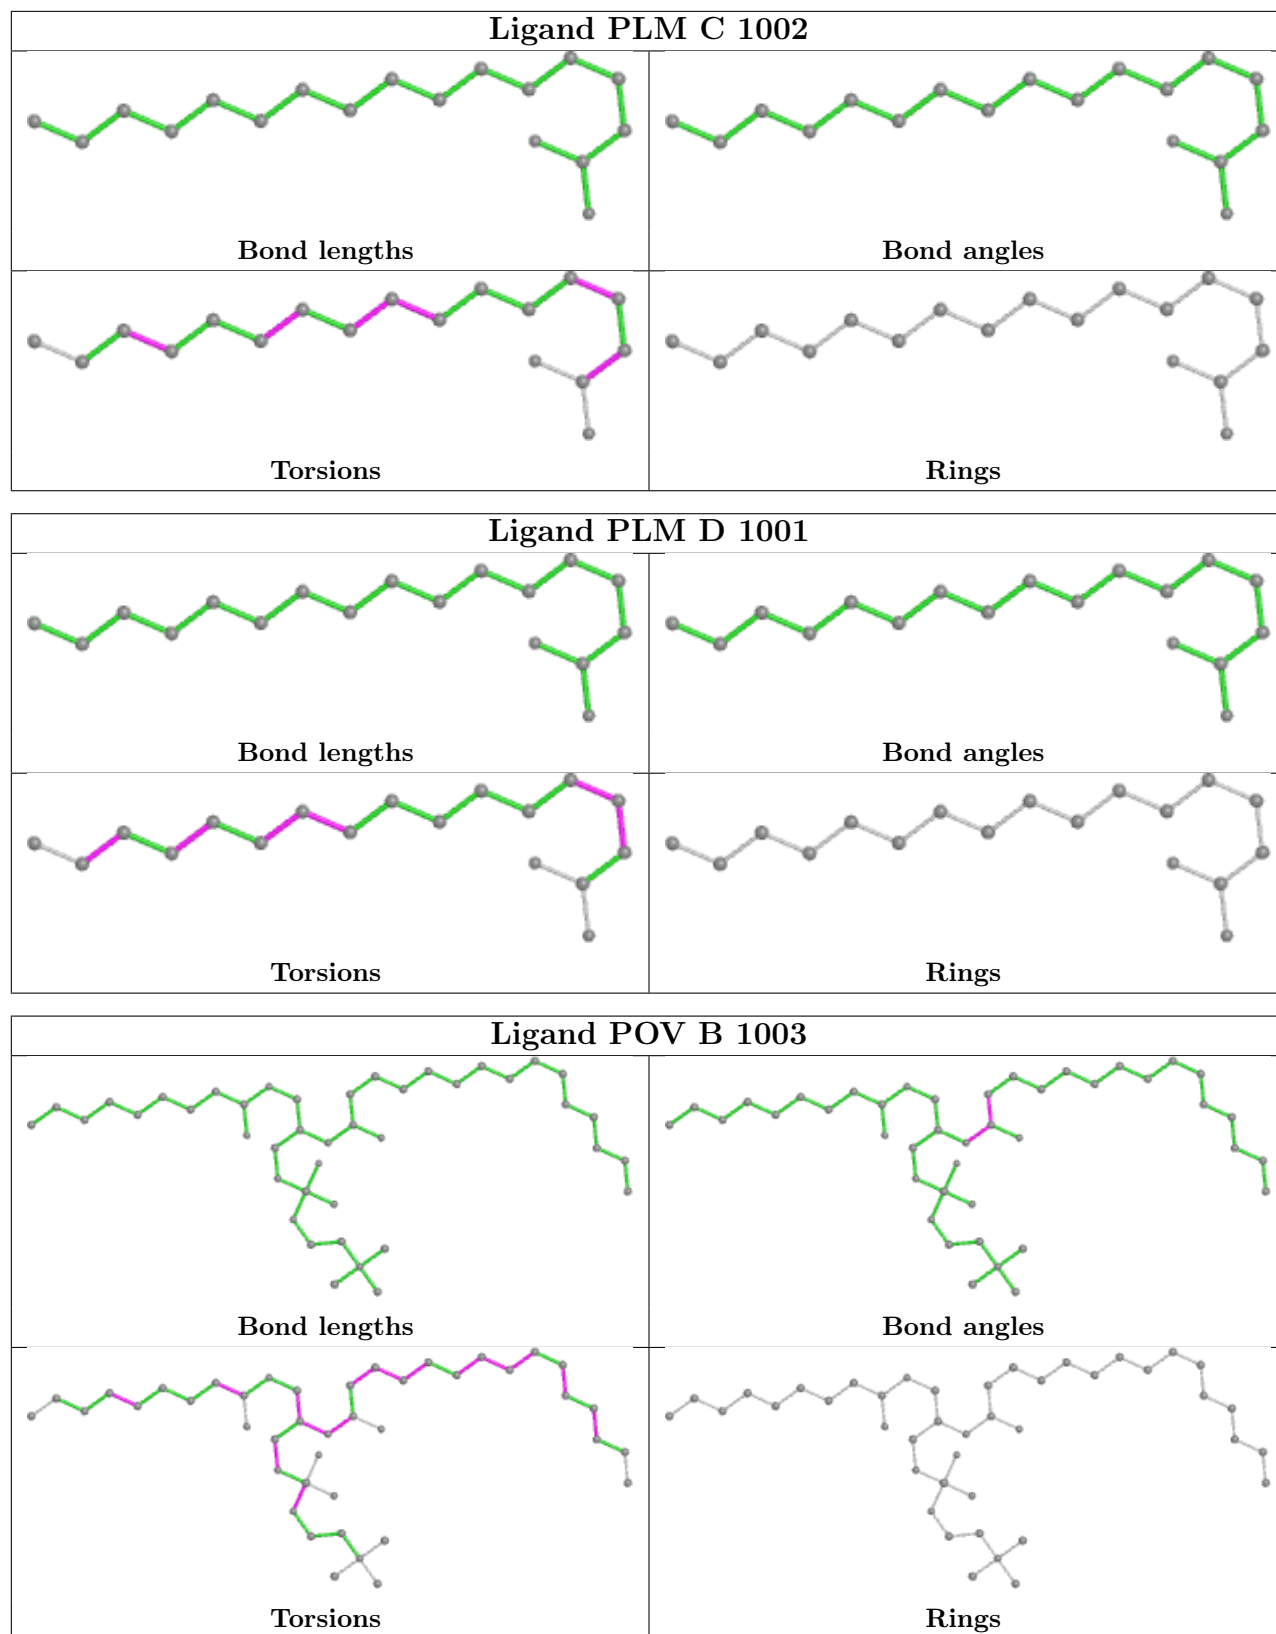 Ligand PLM C 1002
Bond lengths
Bond angles
Torsions
Rings
Ligand PLM D 1001
Bond lengths
Bond angles
Torsions
Rings
Ligand POV B 1003
Bond lengths
Bond angles
Torsions
Rings